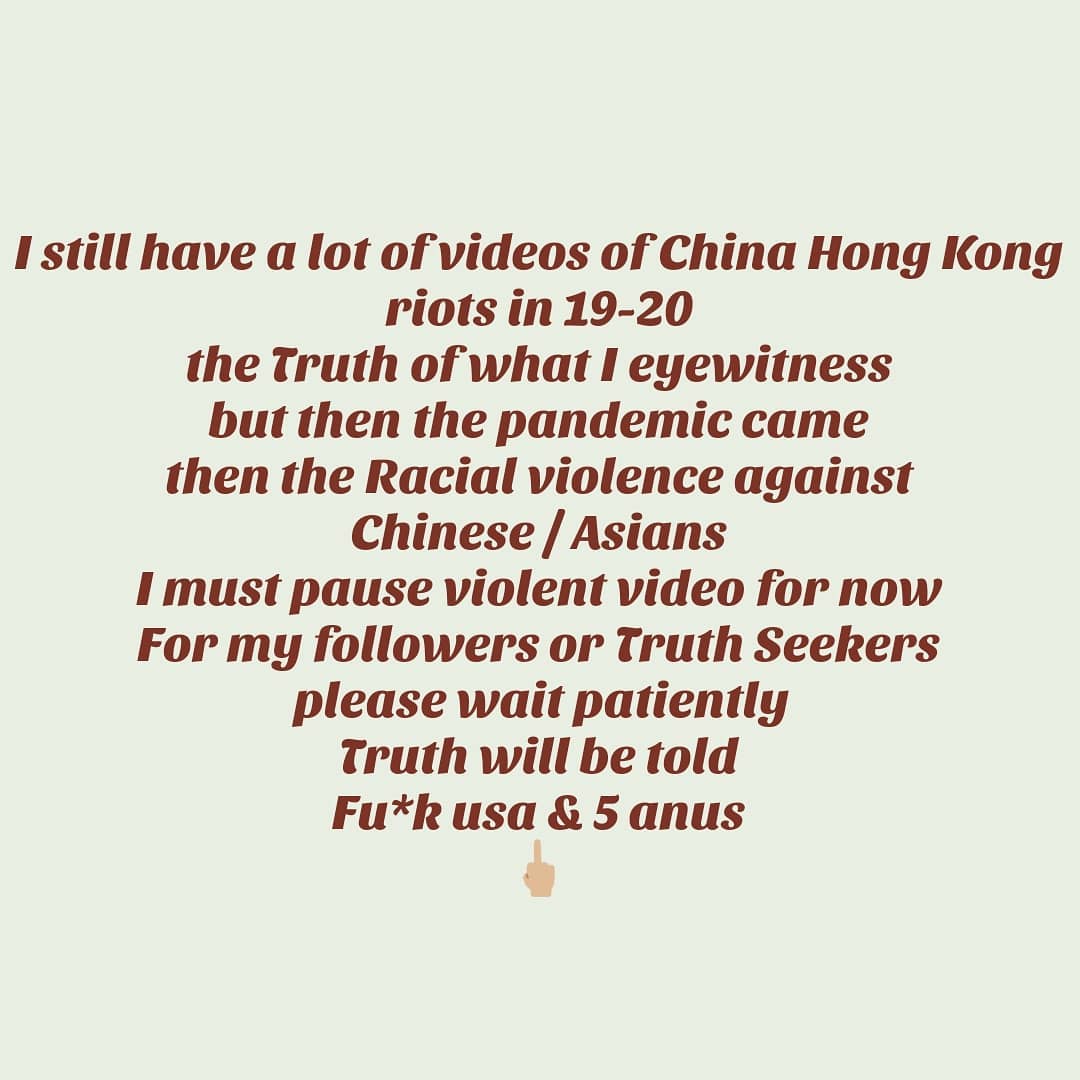 I still have a lot of videos of China Hong Kong
riots in 19-20
the Truth of what I eyewitness
but then the pandemic came
then the Racial violence against
Chinese / Asians
I must pause violent video for now
For my followers or Truth Seekers
please wait patiently
Truth will be told
Fu*k usa & 5 anus
🖕🏼